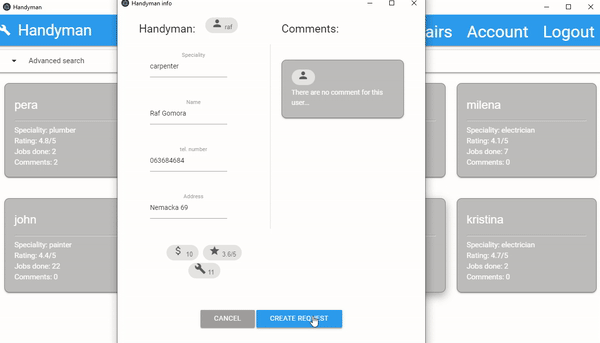 Handyman
Handyman info
Handyman
airs
Account
Logout
Advanced search
Handyman:
raf
Comments:
Speciality
carpenter
Name
Raf Gomora
tel. number
063684684
Address
Nemacka 69
10
3.6/5
11
There are no comment for this
user...
CANCEL
CREATE REQUEST
pera
Speciality: plumber
Rating: 4.8/5
Jobs done: 2
Comments: 2
milena
Speciality: electrician
Rating: 4.1/5
Jobs done: 7
Comments: 0
john
Speciality: painter
Rating: 4.4/5
Jobs done: 22
Comments: 0
kristina
Speciality: electrician
Rating: 4.7/5
Jobs done: 2
Comments: 0